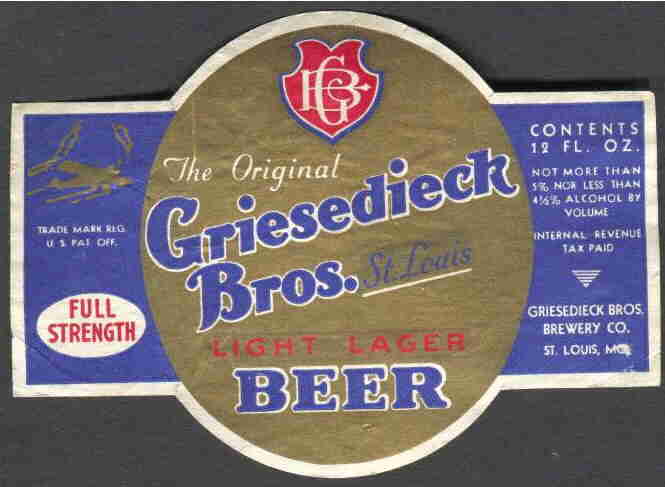 GB
The Original
Griesedieck
Bros. St. Louis
LIGHT LAGER
BEER
TRADE MARK REG.
U. S. PAT. OFF.
FULL
STRENGTH
CONTENTS
12 FL. OZ.
NOT MORE THAN
5% NOR LESS THAN
4½% ALCOHOL BY
VOLUME
INTERNAL REVENUE
TAX PAID
GRIESEDIECK BROS.
BREWERY CO.
ST. LOUIS, MO.